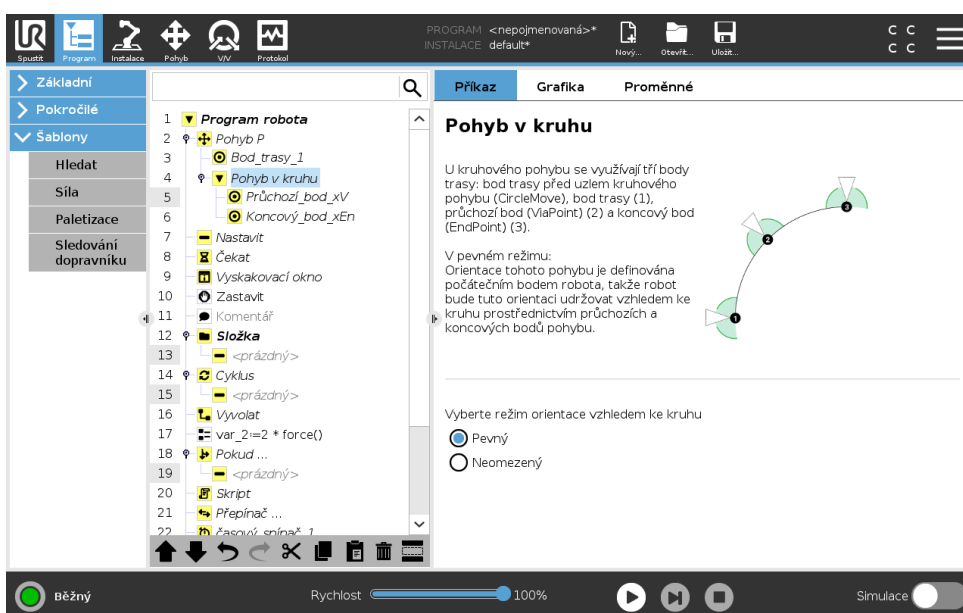 UR
PROGRAM <nepojmenovaná>*
INSTALACE default*
Spustit
Program
Instalace
Pohyb
V/V
Protokol
Nový...
Otevřít...
Uložit...
C C
C C
Základní
Pokročilé
Šablony
Hledat
Síla
Paletizace
Sledování
dopravníku
1 Program robota
2 Pohyb P
3 Bod_trasy_1
4 Pohyb v kruhu
5 Průchozí_bod_xV
6 Koncový_bod_xEn
7 Nastavit
8 Čekat
9 Vyskakovací okno
10 Zastavit
11 Komentář
12 Složka
13 <prázdný>
14 Cyklus
15 <prázdný>
16 Vyvolat
17 var_2≔2 * force()
18 Pokud ...
19 <prázdný>
20 Skript
21 Přepínač ...
22 časový_spínač_1
Příkaz
Grafika
Proměnné
Pohyb v kruhu
U kruhového pohybu se využívají tří body
trasy: bod trasy před uzlem kruhového
pohybu (CircleMove), bod trasy (1),
průchozí bod (ViaPoint) (2) a koncový bod
(EndPoint) (3).
V pevném režimu:
Orientace tohoto pohybu je definována
počátečním bodem robota, takže robot
bude tuto orientaci udržovat vzhledem ke
kruhu prostřednictvím průchozích a
koncových bodů pohybu.
3
2
1
Vyberte režim orientace vzhledem ke kruhu
Pevný
Neomezený
Běžný
Rychlost
100%
Simulace